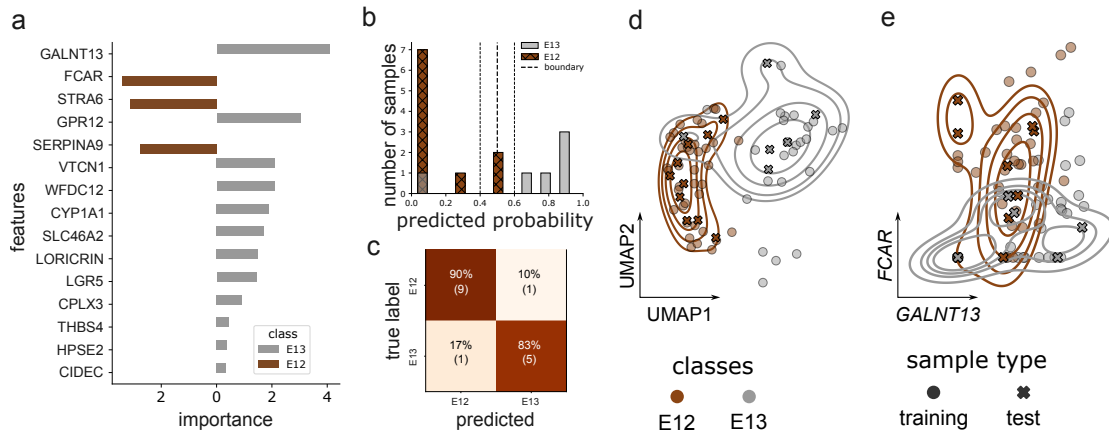 a
features
GALNT13
FCAR
STRA6
GPR12
SERPINA9
VTCN1
WFDC12
CYP1A1
SLC46A2
LORICRIN
LGR5
CPLX3
THBS4
HPSE2
CIDEC
class
E13
E12
2
0
2
4
importance
b
number of samples
7
6
5
4
3
2
1
0
E13
E12
boundary
0.0
0.2
0.4
0.6
0.8
1.0
predicted probability
c
true label
E12
E13
90%
(9)
10%
(1)
17%
(1)
83%
(5)
E12
E13
predicted
d
UMAP2
UMAP1
classes
E12
E13
e
FCAR
GALNT13
sample type
training
test